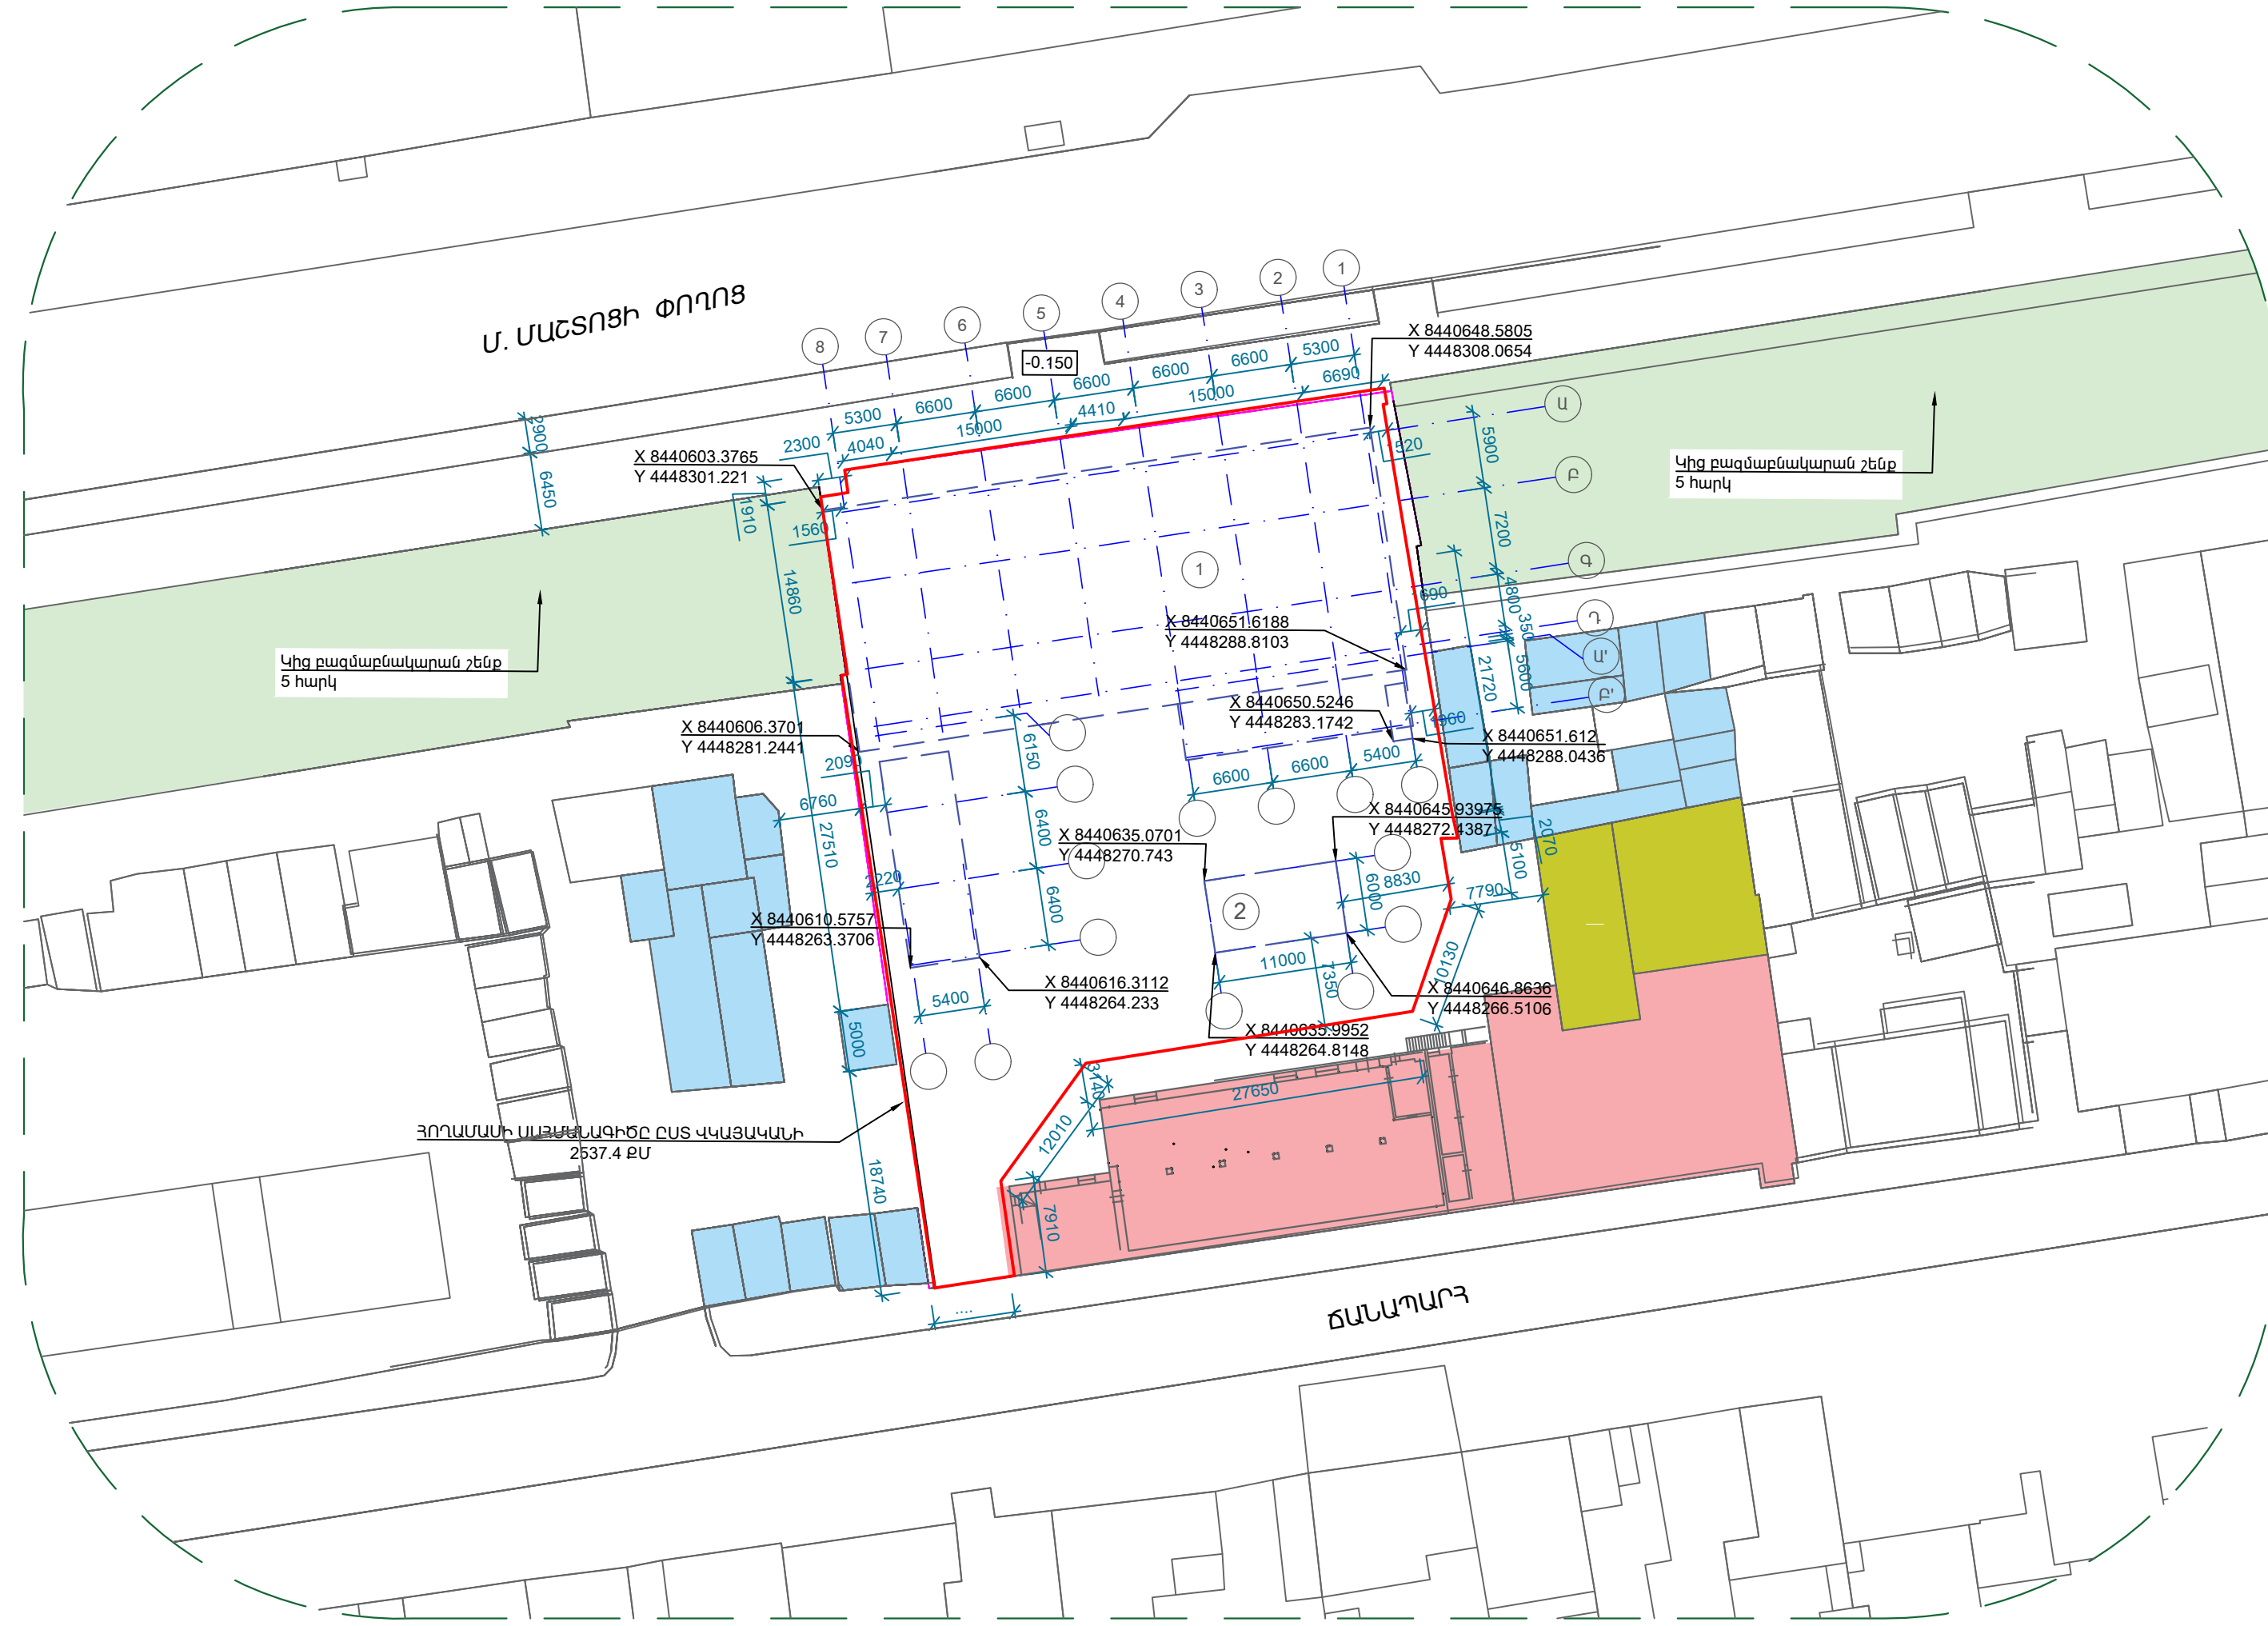 Մ. ՄԱՇՏՈՑԻ ՓՈՂՈՑ
8
7
6
5
4
3
2
1
-0.150
X 8440648.5805
Y 4448308.0654
5300
6600
6600
6600
6600
6600
5300
4040
15000
4410
15000
6690
2300
2900
6450
X 8440603.3765
Y 4448301.221
1910
1560
520
Ա
5900
Բ
7200
Գ
4800
Դ
350
Ա'
5600
Բ'
Կից բազմաբնակարան շենք
5 հարկ
14860
1
690
21720
X 8440651.6188
Y 4448288.8103
Կից բազմաբնակարան շենք
5 հարկ
X 8440650.5246
Y 4448283.1742
960
X 8440651.612
Y 4448288.0436
X 8440606.3701
Y 4448281.2441
2090
6760
27510
6150
6400
6400
6600
6600
5400
X 8440645.93975
Y 4448272.4387
X 8440635.0701
Y 4448270.743
2220
2
6000
8830
7790
5100
2070
X 8440610.5757
Y 4448263.3706
11000
7350
10130
X 8440616.3112
Y 4448264.233
5400
X 8440646.8636
Y 4448266.5106
X 8440635.9952
Y 4448264.8148
5000
3140
27650
12010
ՀՈՂԱՄԱՍԻ ՍԱՀՄԱՆԱԳԻԾԸ ԸՍՏ ՎԿԱՅԱԿԱՆԻ
2537.4 ՔՄ
18740
7910
....
ՃԱՆԱՊԱՐՀ